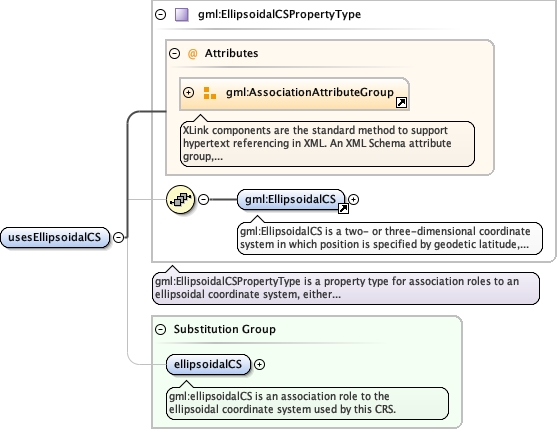 gml:EllipsoidalCSPropertyType
@ Attributes
gml:AssociationAttributeGroup
XLink components are the standard method to support
hypertext referencing in XML. An XML Schema attribute
group,...
gml:EllipsoidalCS
gml:EllipsoidalCS is a two- or three-dimensional coordinate
system in which position is specified by geodetic latitude,...
usesEllipsoidalCS
gml:EllipsoidalCSPropertyType is a property type for association roles to an
ellipsoidal coordinate system, either...
Substitution Group
ellipsoidalCS
gml:ellipsoidalCS is an association role to the
ellipsoidal coordinate system used by this CRS.